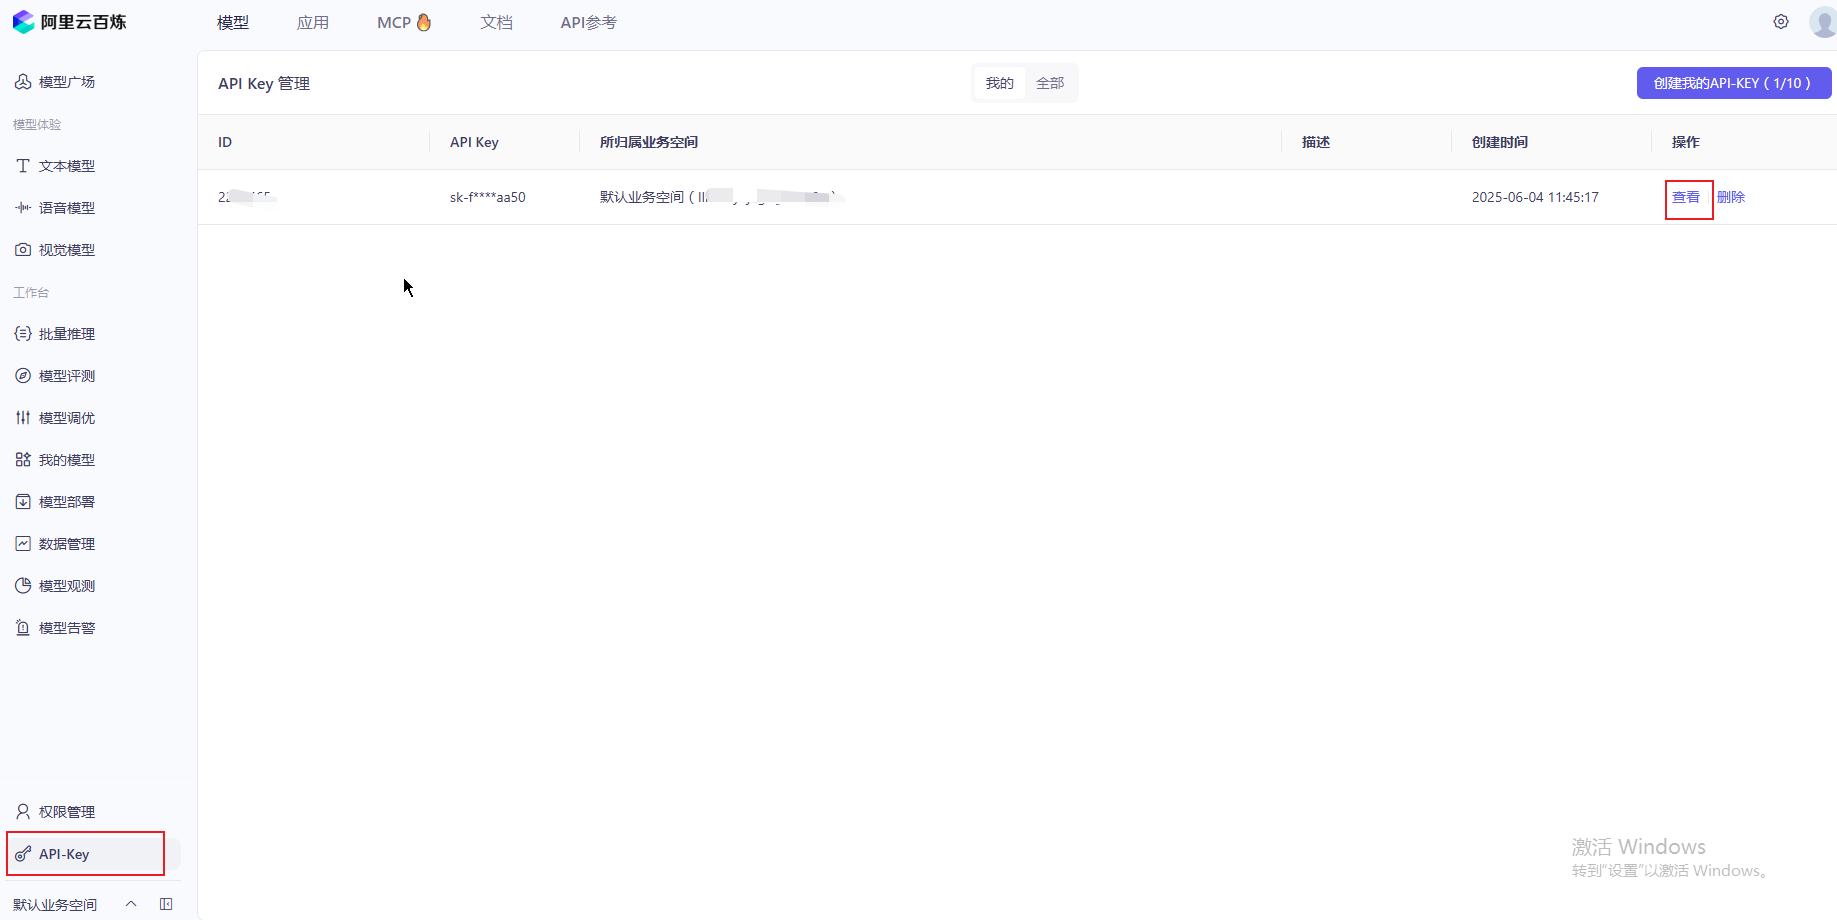 阿里云百炼
模型 应用 MCP 文档 API参考
模型广场
模型体验
文本模型
语音模型
视觉模型
工作台
批量推理
模型评测
模型调优
我的模型
模型部署
数据管理
模型观测
模型告警
权限管理
API-Key
默认业务空间
API Key 管理 我的 全部 创建我的API-KEY ( 1/10 )
ID API Key 所归属业务空间 描述 创建时间 操作
sk-f****aa50 默认业务空间 2025-06-04 11:45:17 查看 删除
激活 Windows
转到“设置”以激活 Windows。